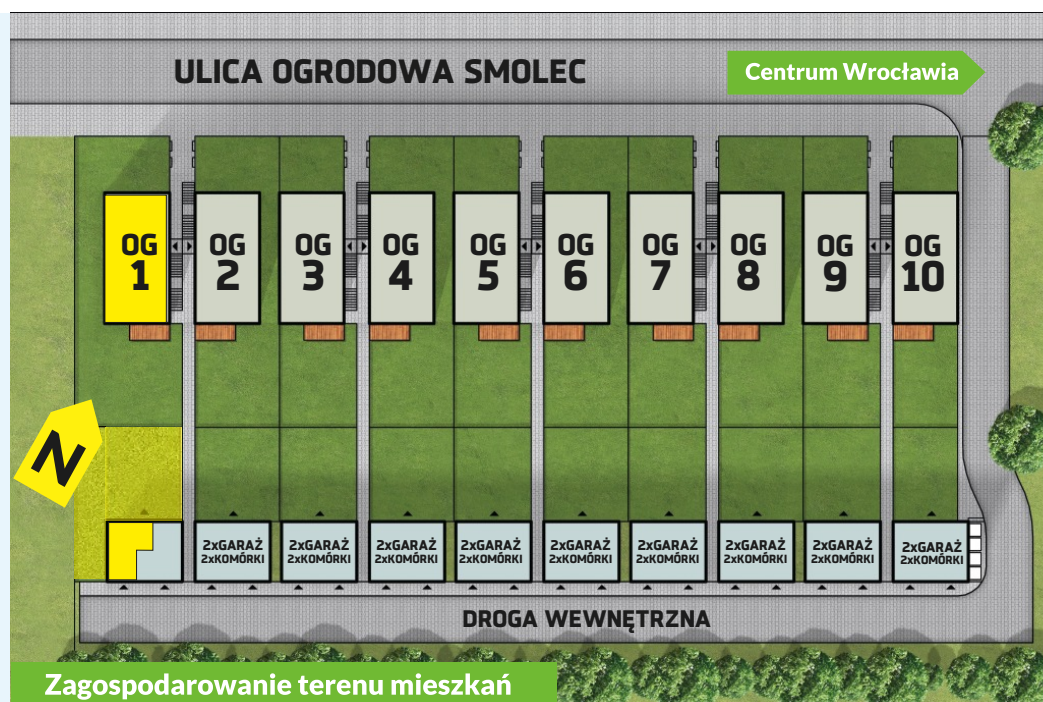 ULICA OGRODOWA SMOLEC
Centrum Wrocławia
OG
1
OG
2
OG
3
OG
4
OG
5
OG
6
OG
7
OG
8
OG
9
OG
10
N
2xGARAŻ
2xKOMÓRKI
2xGARAŻ
2xKOMÓRKI
2xGARAŻ
2xKOMÓRKI
2xGARAŻ
2xKOMÓRKI
2xGARAŻ
2xKOMÓRKI
2xGARAŻ
2xKOMÓRKI
2xGARAŻ
2xKOMÓRKI
2xGARAŻ
2xKOMÓRKI
2xGARAŻ
2xKOMÓRKI
DROGA WEWNĘTRZNA
Zagospodarowanie terenu mieszkań